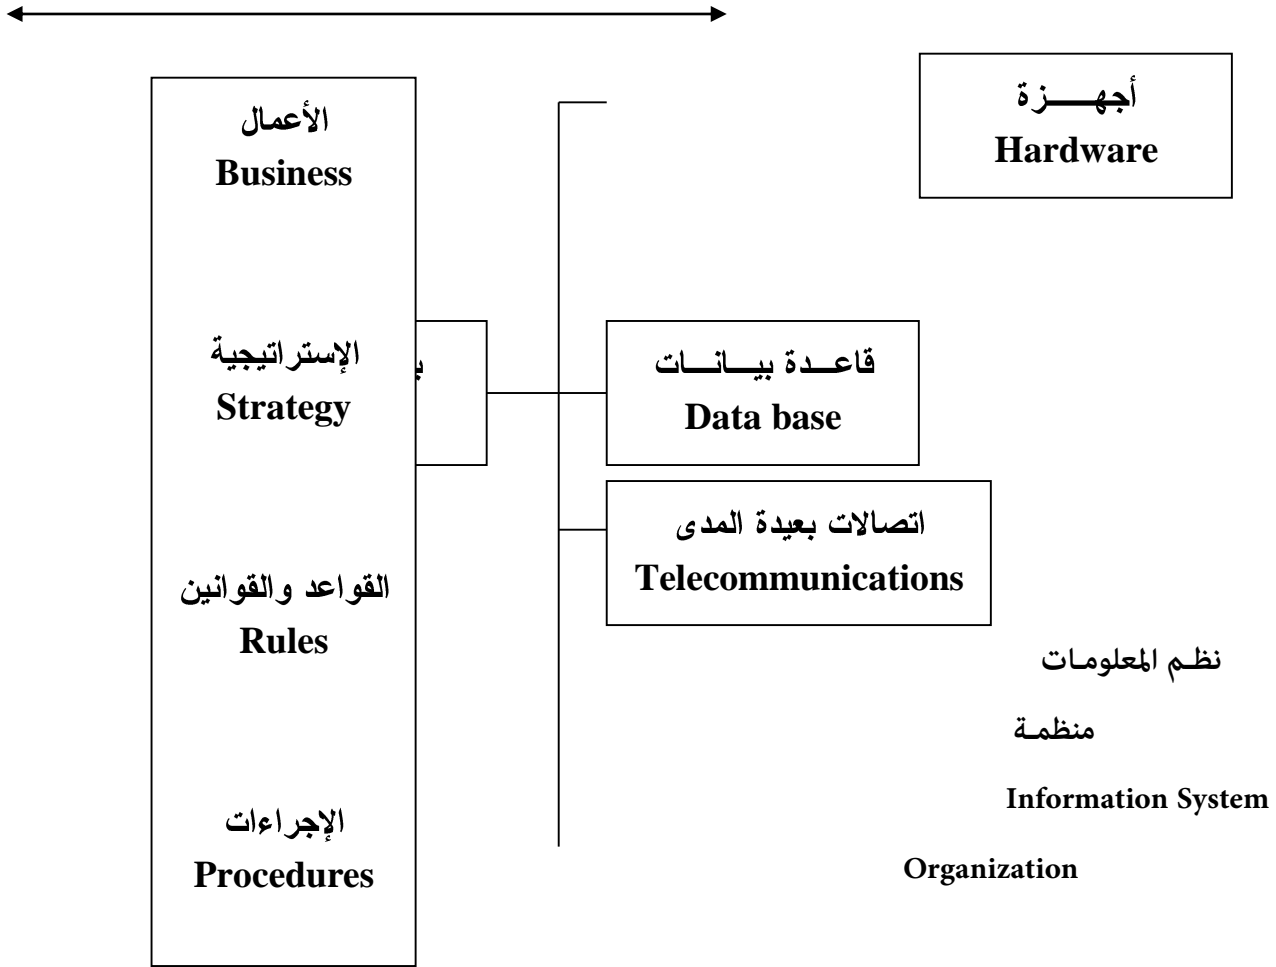 أجهـــــزة
Hardware
الأعمال
Business
الإستراتيجية
Strategy
قاعـــدة بيـــانـــات
Data base
اتصالات بعيدة المدى
Telecommunications
القواعد والقوانين
Rules
نظـم المعلومـات
منظمـة
Information System
الإجراءات
Procedures
Organization